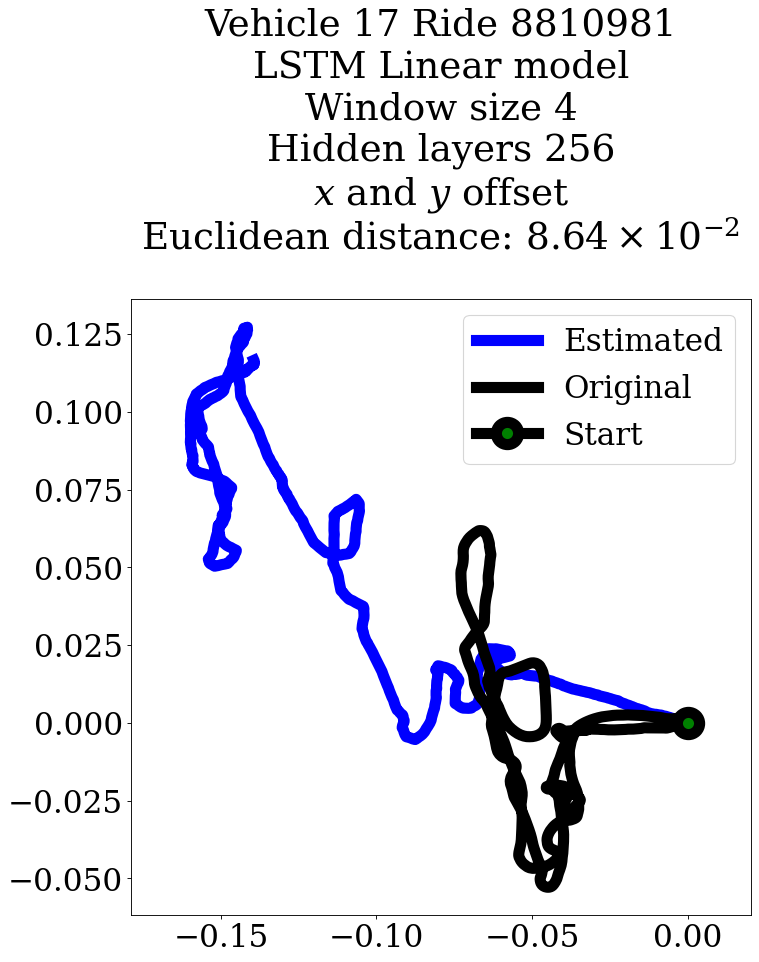 Vehicle 17 Ride 8810981
LSTM Linear model
Window size 4
Hidden layers 256
x and y offset
Euclidean distance: 8.64 × 10⁻²
Estimated
Original
Start
0.125
0.100
0.075
0.050
0.025
0.000
−0.025
−0.050
−0.15 −0.10 −0.05 0.00